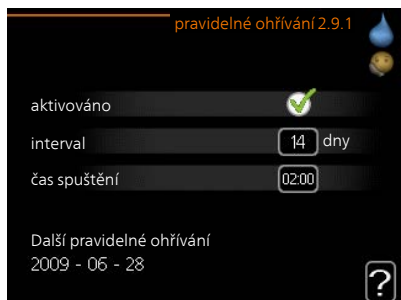 pravidelné ohřívání 2.9.1
aktivováno
interval 14 dny
čas spuštění 02:00
Další pravidelné ohřívání
2009 - 06 - 28
?